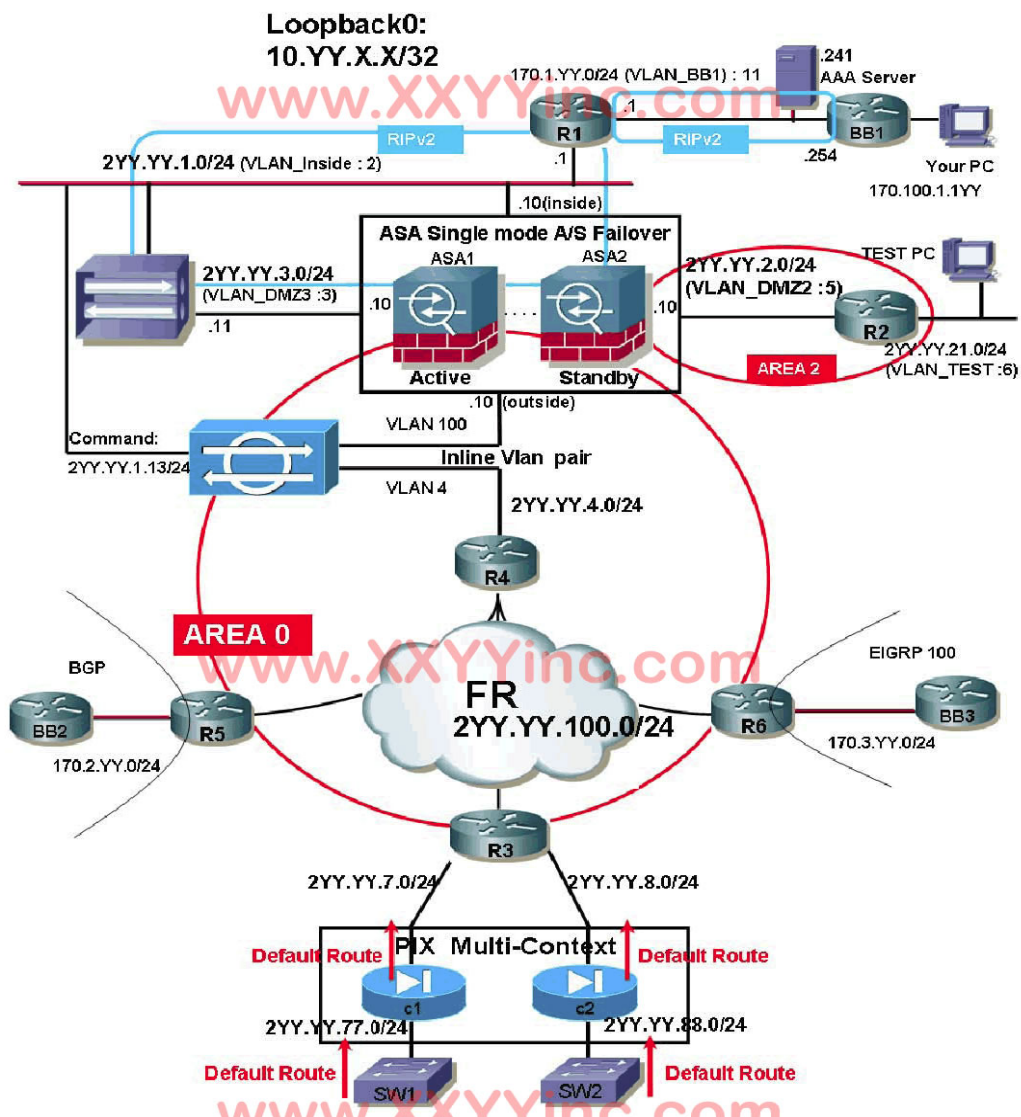 Loopback0:
10.YY.X.X/32
www.XXYYinc.com
170.1.YY.0/24 (VLAN_BB1) : 11
.241
AAA Server
.1
R1
RIPv2
BB1
RIPv2
.254
.1
Your PC
170.100.1.1YY
2YY.YY.1.0/24 (VLAN_Inside : 2)
.10(inside)
ASA Single mode A/S Failover
ASA1
ASA2
TEST PC
2YY.YY.3.0/24
(VLAN_DMZ3 :3)
2YY.YY.2.0/24
(VLAN_DMZ2 :5)
.10
.10
.11
R2
2YY.YY.21.0/24
(VLAN_TEST :6)
AREA 2
Active
Standby
.10 (outside)
VLAN 100
Command:
2YY.YY.1.13/24
Inline Vlan pair
VLAN 4
2YY.YY.4.0/24
R4
AREA 0
www.XXYYinc.com
BGP
EIGRP 100
FR
2YY.YY.100.0/24
BB2
R5
R6
BB3
170.2.YY.0/24
170.3.YY.0/24
R3
2YY.YY.7.0/24
2YY.YY.8.0/24
PIX Multi-Context
Default Route
Default Route
c1
c2
2YY.YY.77.0/24
2YY.YY.88.0/24
Default Route
SW1
SW2
Default Route
www.XXYYinc.com